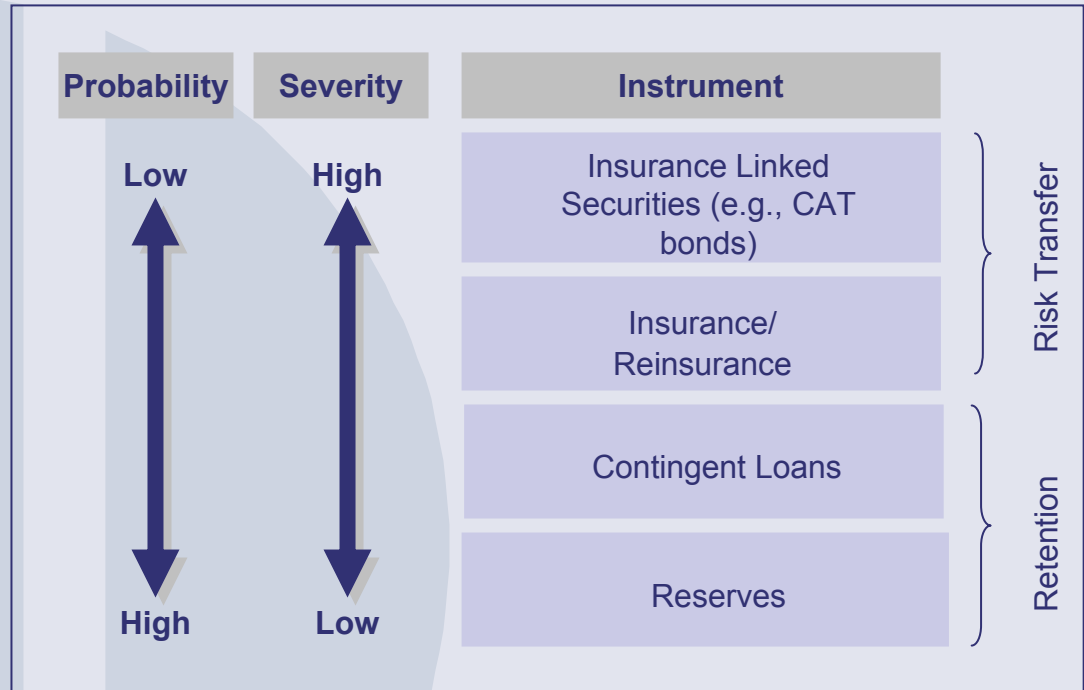 Probability
Severity
Instrument
Low
High
Insurance Linked
Securities (e.g., CAT
bonds)
Insurance/
Reinsurance
Risk Transfer
Contingent Loans
Reserves
Retention
High
Low